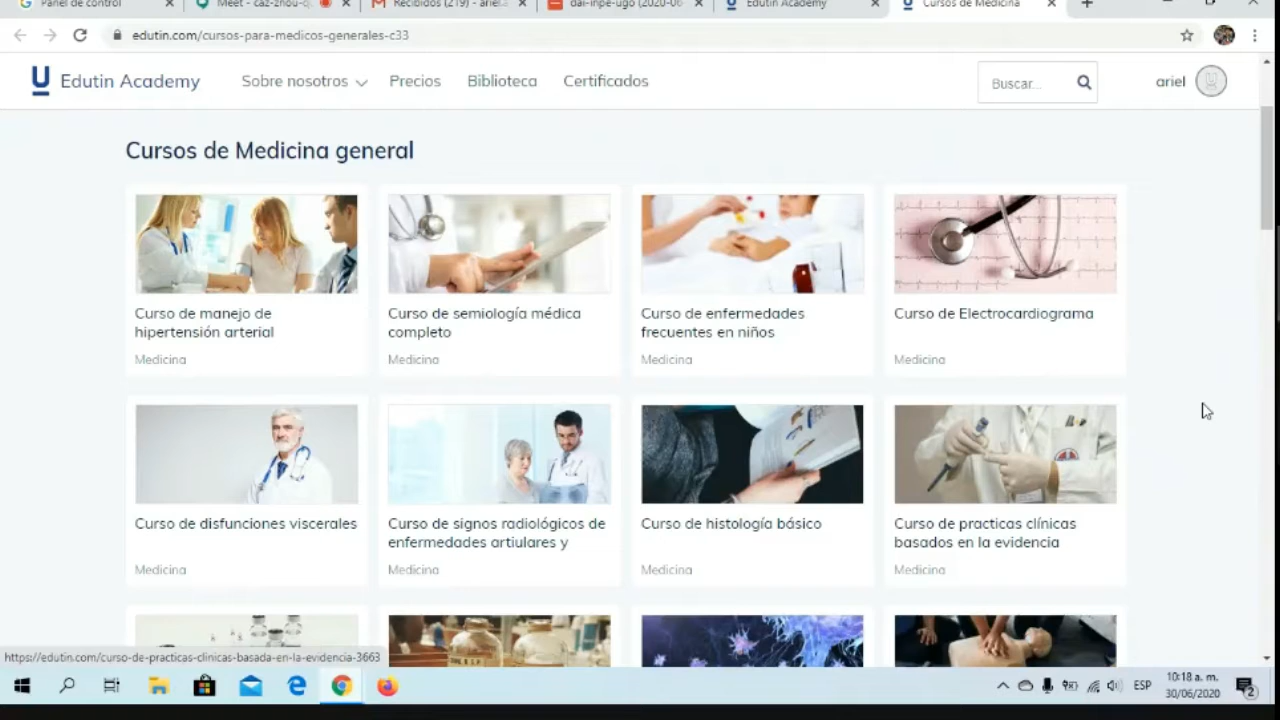 Panel de control
Meet - caz-zhou-q
Recibidos (219) - ariel.
dai-inpe-ugo (2020-06
Edutin Academy
Cursos de Medicina
edutin.com/cursos-para-medicos-generales-c33
Edutin Academy
Sobre nosotros
Precios
Biblioteca
Certificados
Buscar...
ariel
Cursos de Medicina general
Curso de manejo de
hipertensión arterial
Medicina
Curso de semiología médica
completo
Medicina
Curso de enfermedades
frecuentes en niños
Medicina
Curso de Electrocardiograma
Medicina
Curso de disfunciones viscerales
Medicina
Curso de signos radiológicos de
enfermedades artiulares y
Medicina
Curso de histología básico
Medicina
Curso de practicas clínicas
basados en la evidencia
Medicina
https://edutin.com/curso-de-practicas-clinicas-basada-en-la-evidencia-3663
ESP
10:18 a. m.
30/06/2020
2